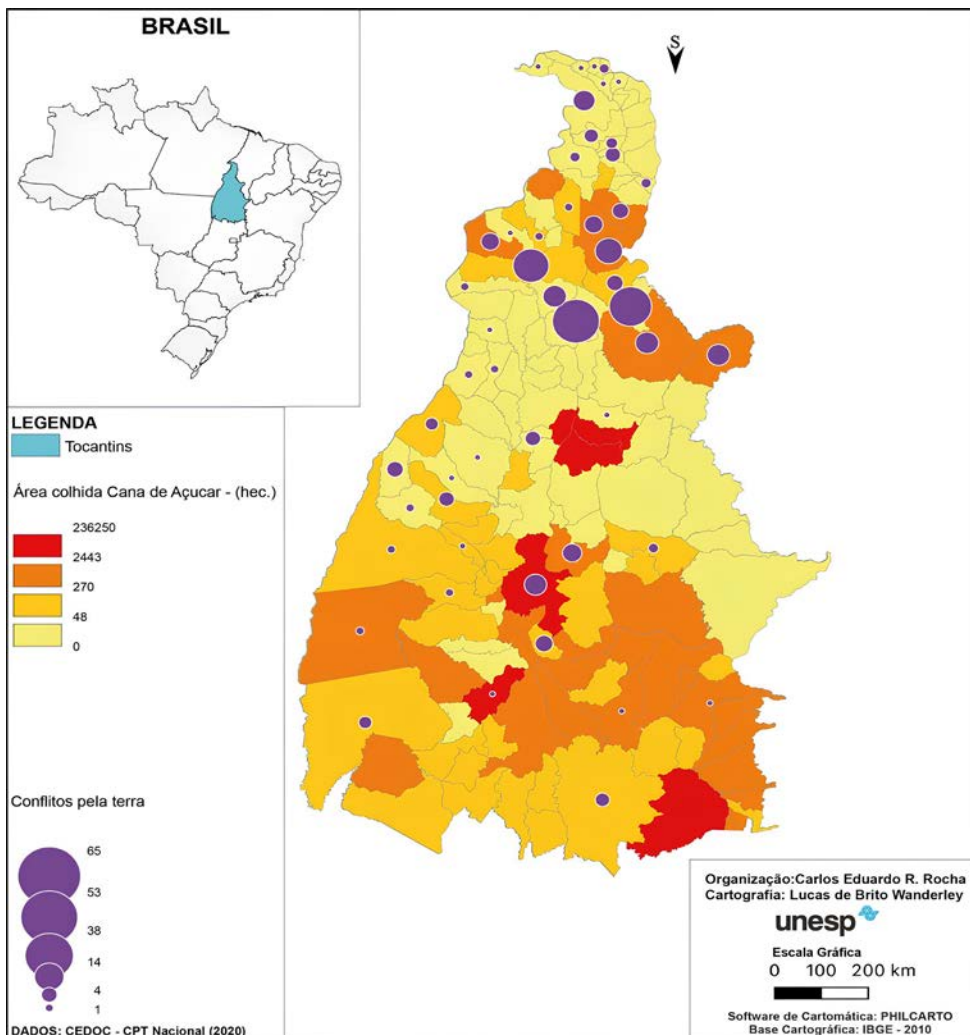 BRASIL
S
LEGENDA
Tocantins
Área colhida Cana de Açucar - (hec.)
236250
2443
270
48
0
Conflitos pela terra
65
53
38
14
4
1
DADOS: CEDOC - CPT Nacional (2020)
Organização:Carlos Eduardo R. Rocha
Cartografia: Lucas de Brito Wanderley
unesp
Escala Gráfica
0 100 200 km
Software de Cartomática: PHILCARTO
Base Cartográfica: IBGE - 2010